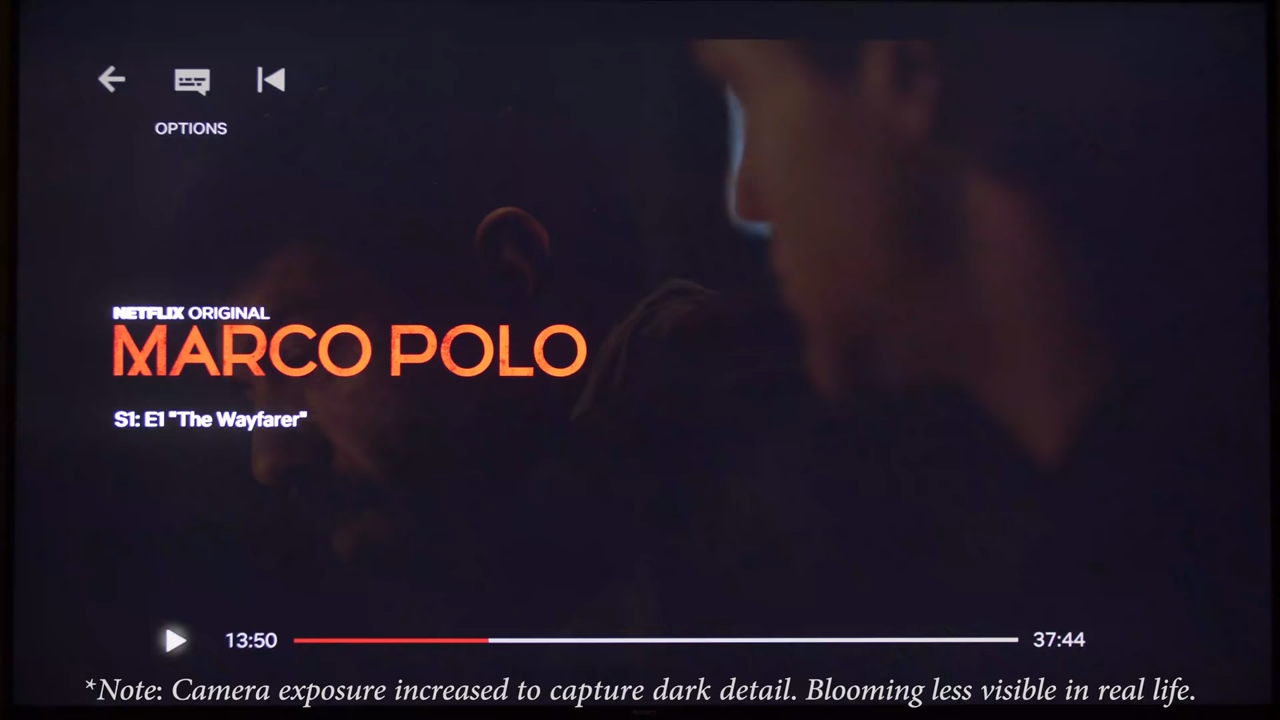 OPTIONS
NETFLIX ORIGINAL
MARCO POLO
S1: E1 "The Wayfarer"
13:50 37:44
*Note: Camera exposure increased to capture dark detail. Blooming less visible in real life.